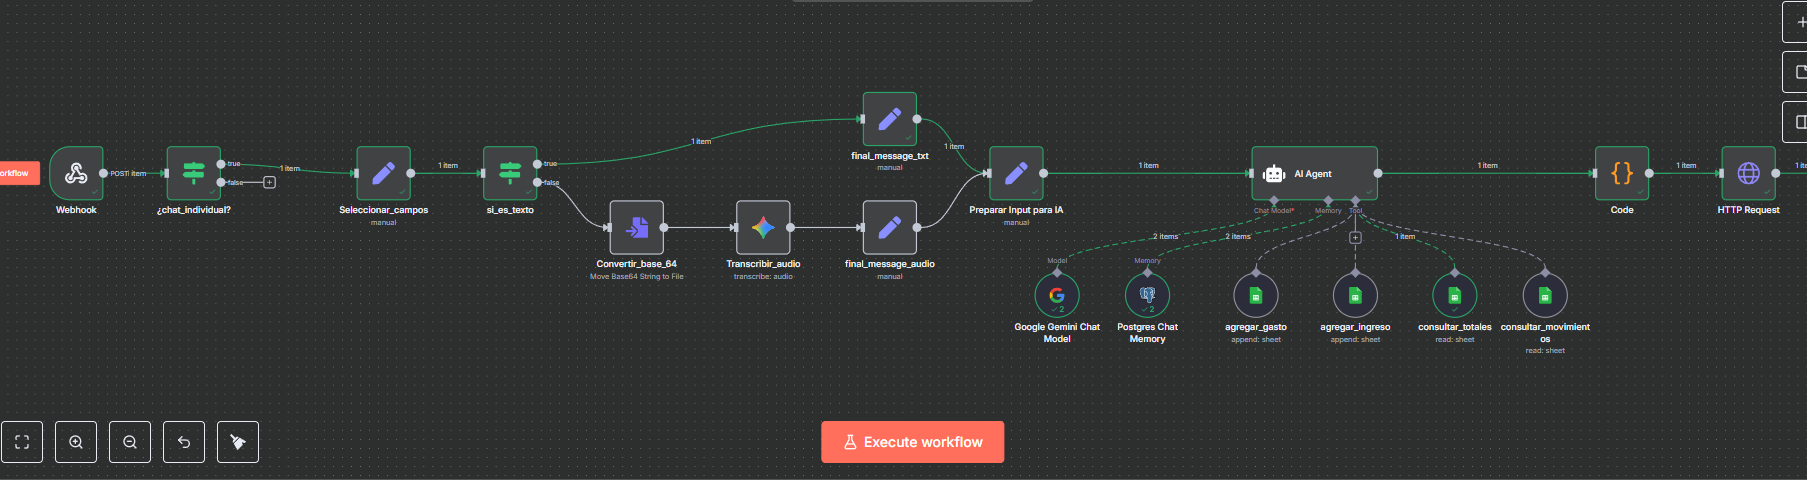 orkflow
Webhook
POST
1 item
true
false
¿chat_individual?
1 item
Seleccionar_campos
manual
1 item
true
false
si_es_texto
1 item
final_message_txt
manual
1 item
Convertir_base_64
Move Base64 String to File
Transcribir_audio
transcribe: audio
final_message_audio
manual
Preparar Input para IA
manual
1 item
AI Agent
Chat Model*
Memory
Tool
1 item
Code
1 item
HTTP Request
2 items
2 items
1 item
Model
Memory
2
Google Gemini Chat
Model
2
Postgres Chat
Memory
agregar_gasto
append: sheet
agregar_ingreso
append: sheet
consultar_totales
read: sheet
consultar_movimient
os
read: sheet
Execute workflow